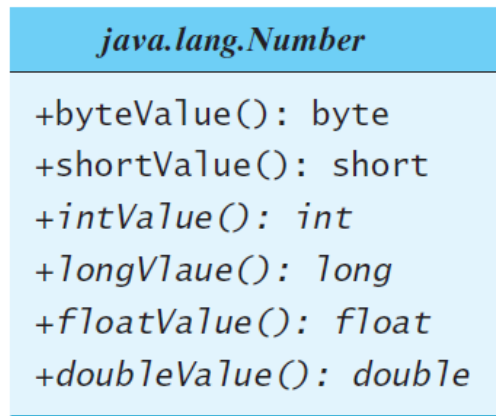 java.lang.Number
+byteValue(): byte
+shortValue(): short
+intValue(): int
+longVlaue(): long
+floatValue(): float
+doubleValue(): double